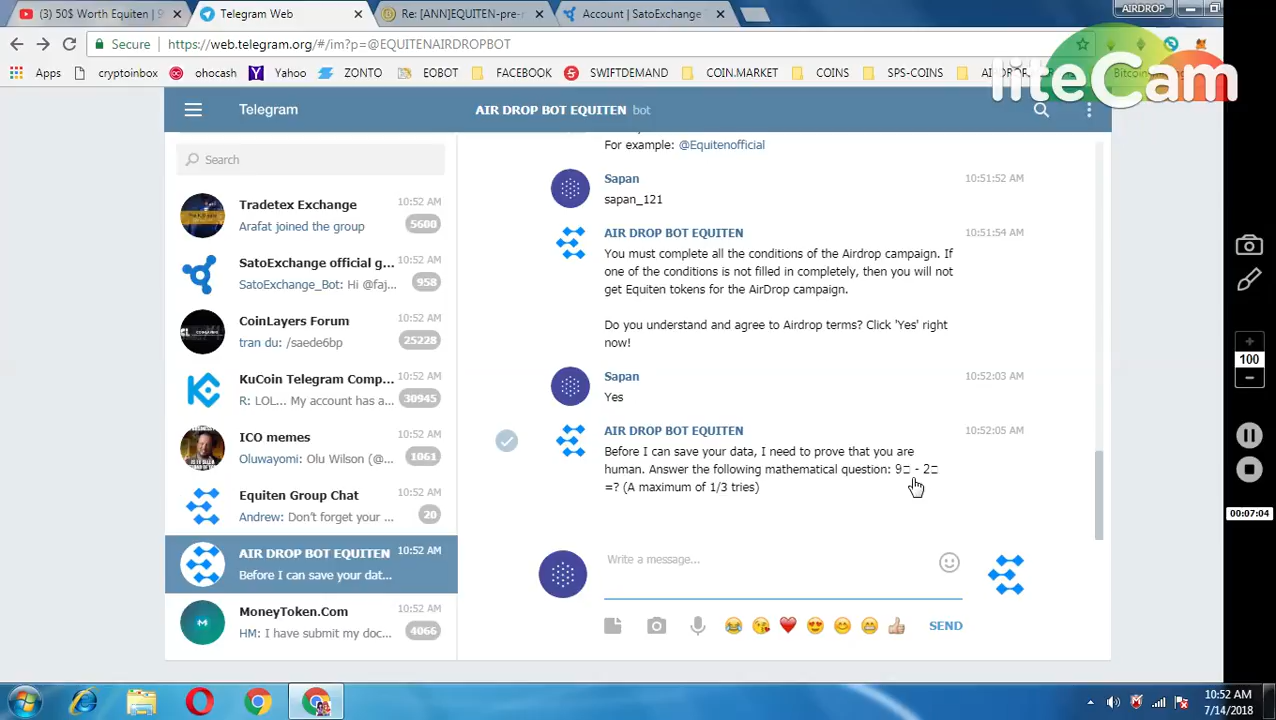 (3) 50$ Worth Equiten | 9
Telegram Web
Re: [ANN]EQUITEN-pre-
Account | SatoExchange
AIRDROP
Secure
https://web.telegram.org/#/im?p=@EQUITENAIRDROPBOT
Apps
cryptoinbox
ohocash
Yahoo
ZONTO
EOBOT
FACEBOOK
SWIFTDEMAND
COIN.MARKET
COINS
SPS-COINS
liteCam
Telegram
AIR DROP BOT EQUITEN bot
Search
Tradetex Exchange 10:52 AM
Arafat joined the group 5600
SatoExchange official g... 10:52 AM
SatoExchange_Bot: Hi @faj... 958
CoinLayers Forum 10:52 AM
tran du: /saede6bp 25228
KuCoin Telegram Comp... 10:52 AM
R: LOL... My account has a... 30945
ICO memes 10:52 AM
Oluwayomi: Olu Wilson (@... 1061
Equiten Group Chat 10:52 AM
Andrew: Don't forget your ... 20
AIR DROP BOT EQUITEN 10:52 AM
Before I can save your dat...
MoneyToken.Com 10:52 AM
HM: I have submit my doc... 4066
For example: @Equitenofficial
Sapan 10:51:52 AM
sapan_121
AIR DROP BOT EQUITEN 10:51:54 AM
You must complete all the conditions of the Airdrop campaign. If
one of the conditions is not filled in completely, then you will not
get Equiten tokens for the AirDrop campaign.
Do you understand and agree to Airdrop terms? Click 'Yes' right
now!
Sapan 10:52:03 AM
Yes
AIR DROP BOT EQUITEN 10:52:05 AM
Before I can save your data, I need to prove that you are
human. Answer the following mathematical question: 9 - 2
=? (A maximum of 1/3 tries)
Write a message...
SEND
100
00:07:04
10:52 AM
7/14/2018